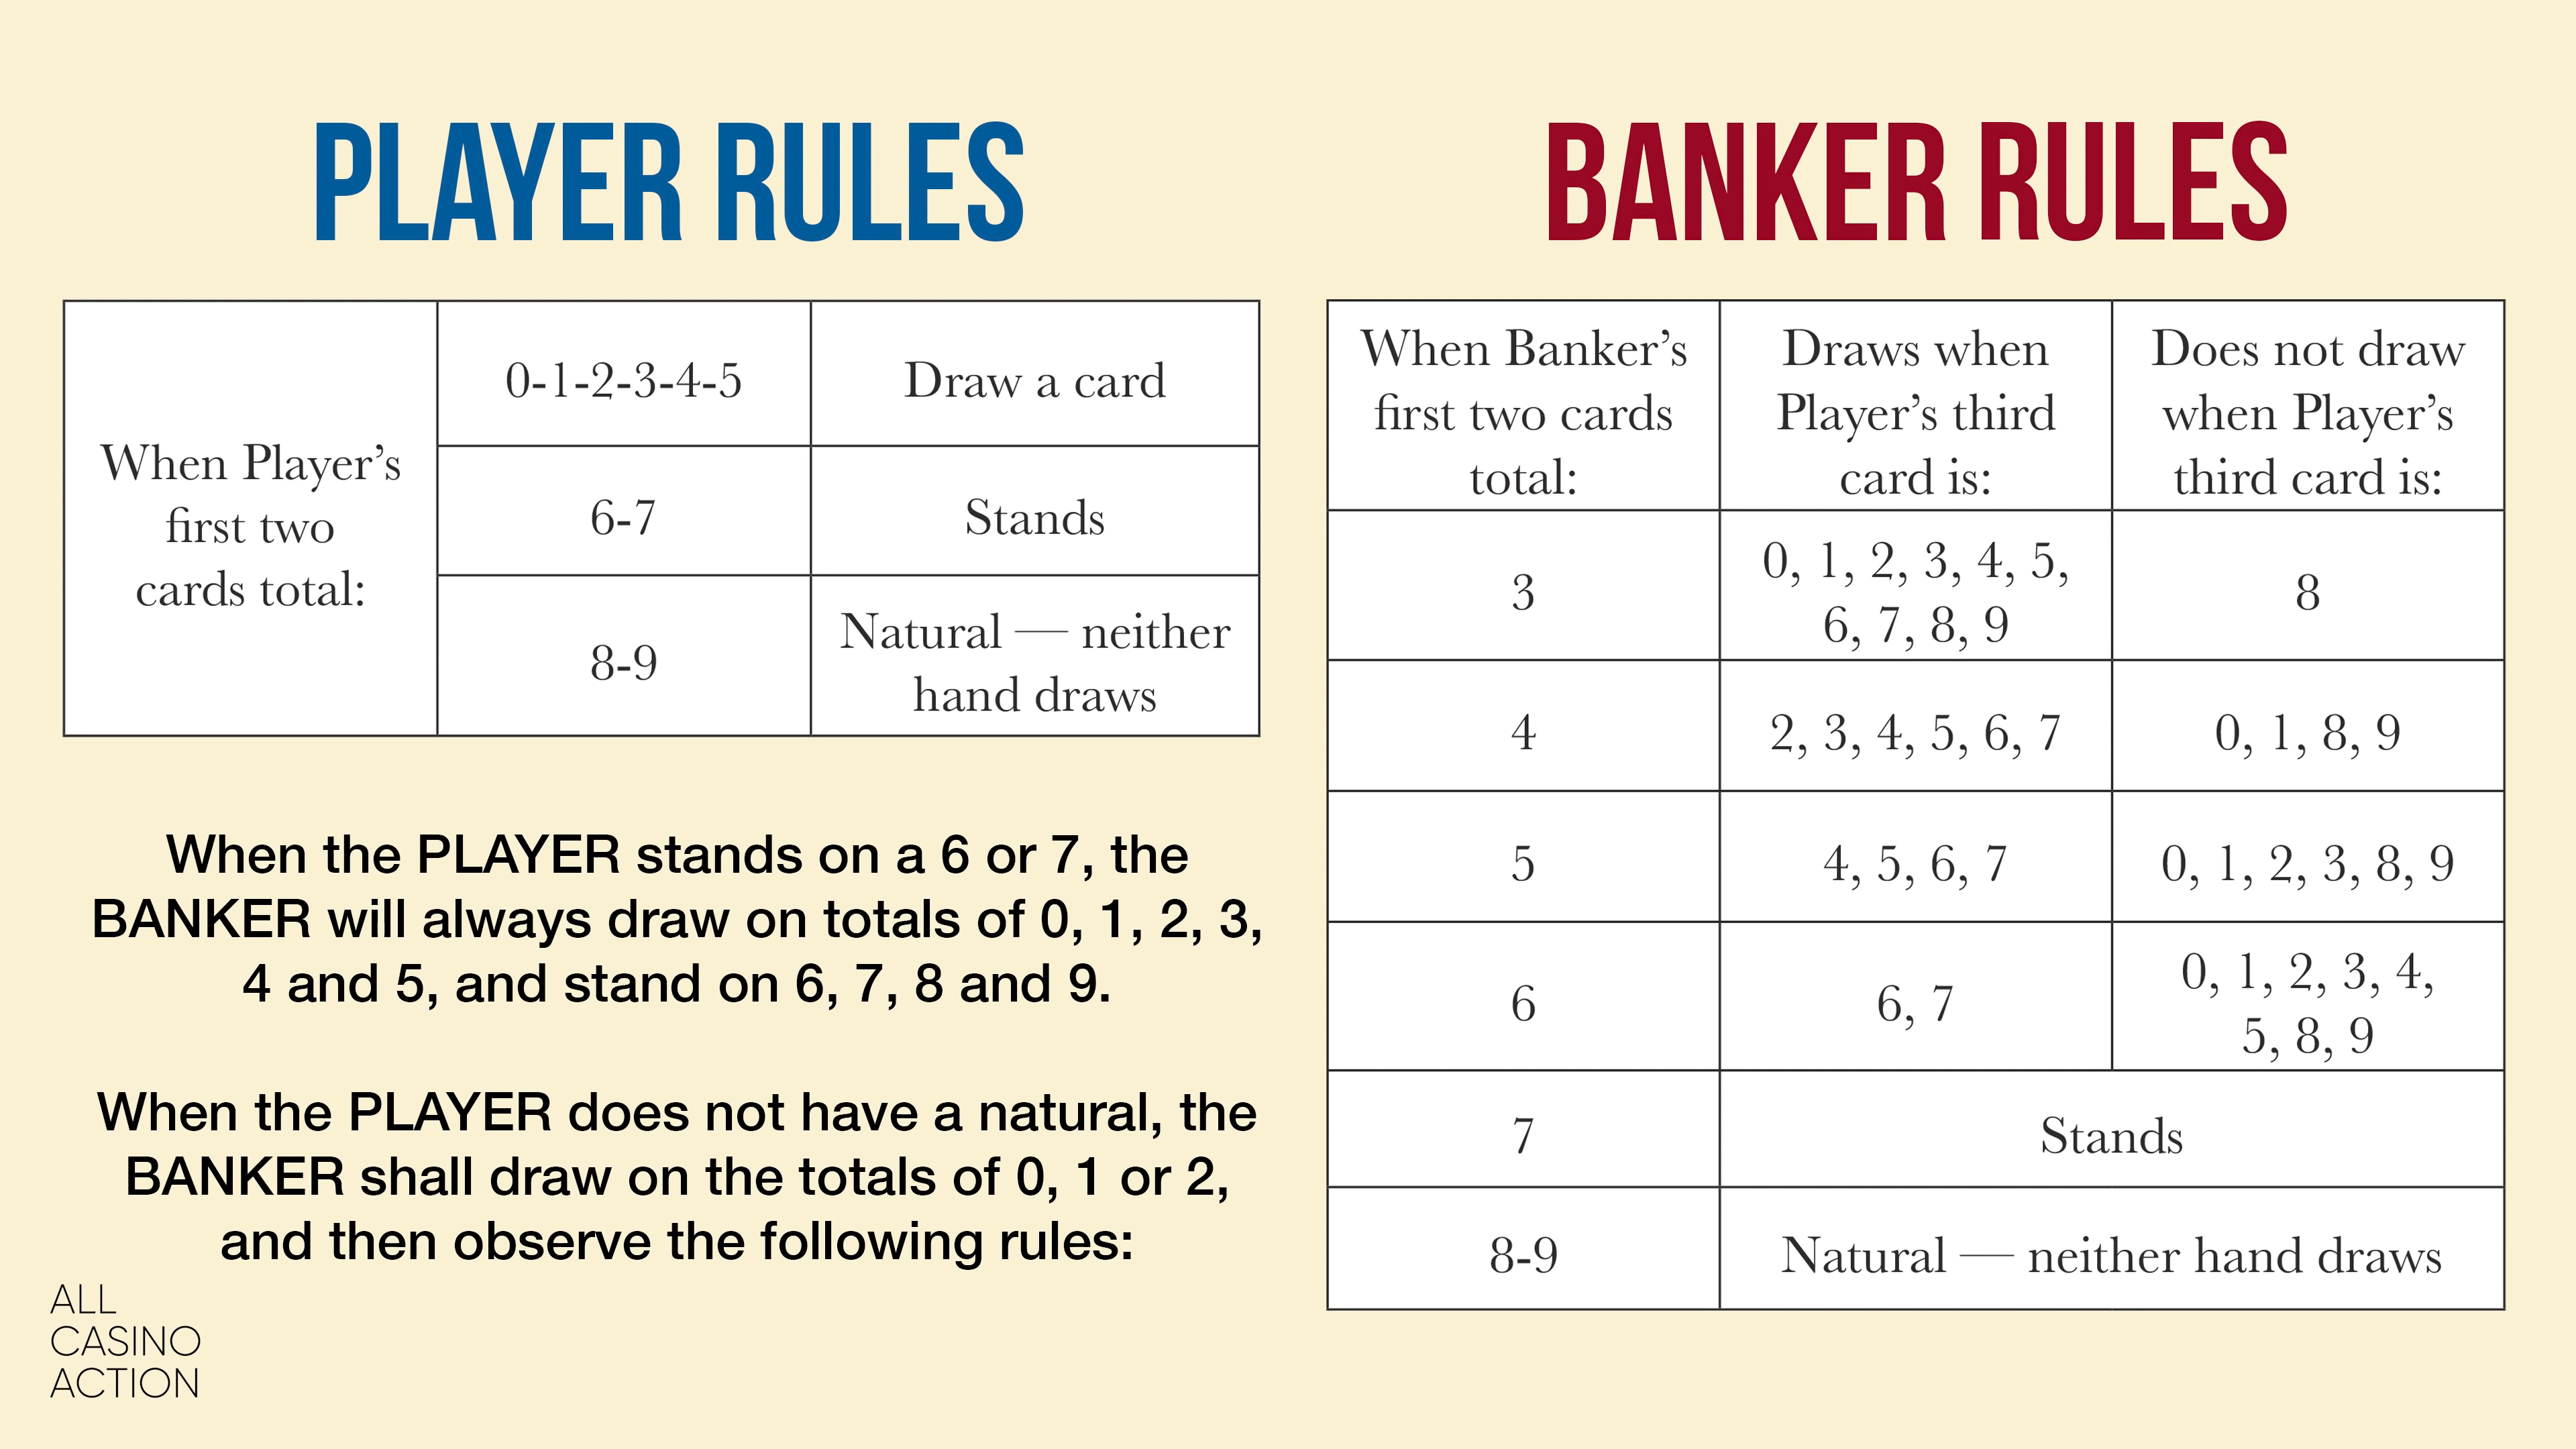 PLAYER RULES
When Player’s
first two
cards total:
0-1-2-3-4-5
Draw a card
6-7
Stands
8-9
Natural — neither
hand draws
When the PLAYER stands on a 6 or 7, the
BANKER will always draw on totals of 0, 1, 2, 3,
4 and 5, and stand on 6, 7, 8 and 9.
When the PLAYER does not have a natural, the
BANKER shall draw on the totals of 0, 1 or 2,
and then observe the following rules:
ALL
CASINO
ACTION
BANKER RULES
When Banker’s
first two cards
total:
Draws when
Player’s third
card is:
Does not draw
when Player’s
third card is:
3
0, 1, 2, 3, 4, 5,
6, 7, 8, 9
8
4
2, 3, 4, 5, 6, 7
0, 1, 8, 9
5
4, 5, 6, 7
0, 1, 2, 3, 8, 9
6
6, 7
0, 1, 2, 3, 4,
5, 8, 9
7
Stands
8-9
Natural — neither hand draws